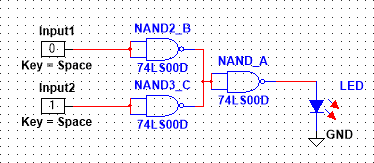 Input1
0
Key = Space
NAND2_B
74LS00D
NAND_A
74LS00D
LED
GND
Input2
1
Key = Space
NAND3_C
74LS00D